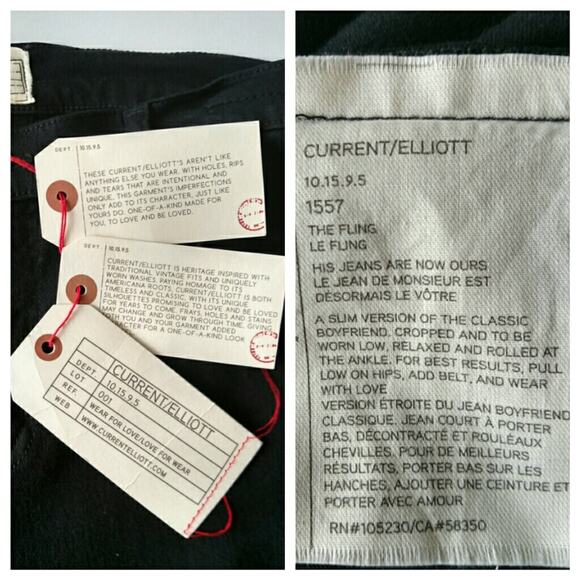 DEPT. 10.15.9.5
THESE CURRENT/ELLIOTT'S AREN'T LIKE
ANYTHING ELSE YOU WEAR. WITH HOLES, RIPS
AND TEARS THAT ARE INTENTIONAL AND
UNIQUE, THIS GARMENT'S IMPERFECTIONS
ONLY ADD TO ITS CHARACTER, JUST LIKE
YOURS DO. ONE-OF-A-KIND MADE FOR
YOU, TO LOVE AND BE LOVED.
DEPT 10.15.9.5
CURRENT/ELLIOTT IS HERITAGE INSPIRED WITH
TRADITIONAL VINTAGE FITS AND UNIQUELY
WORN WASHES. PAYING HOMAGE TO ITS
AMERICANA ROOTS, CURRENT/ELLIOTT IS BOTH
TIMELESS AND CLASSIC, WITH ITS UNIQUE
SILHOUETTES PROMISING TO LOVE AND BE LOVED
FOR YEARS TO COME. FRAYS, HOLES AND STAINS
MAY CHANGE AND GROW THROUGH TIME, GIVING
BOTH YOU AND YOUR GARMENT ADDED
CHARACTER FOR A ONE-OF-A-KIND LOOK
CURRENT/ELLIOTT
DEPT. 10.15.9.5
LOT 001
REF. WEAR FOR LOVE/LOVE FOR WEAR
WEB WWW.CURRENTELLIOTT.COM
CURRENT/ELLIOTT
10.15.9.5
1557
THE FLING
LE FLING
HIS JEANS ARE NOW OURS
LE JEAN DE MONSIEUR EST
DÉSORMAIS LE VÔTRE
A SLIM VERSION OF THE CLASSIC
BOYFRIEND, CROPPED AND TO BE
WORN LOW, RELAXED AND ROLLED AT
THE ANKLE. FOR BEST RESULTS, PULL
LOW ON HIPS, ADD BELT, AND WEAR
WITH LOVE
VERSION ÉTROITE DU JEAN BOYFRIEND
CLASSIQUE. JEAN COURT À PORTER
BAS, DÉCONTRACTÉ ET ROULÉAUX
CHEVILLES, POUR DE MEILLEURS
RÉSULTATS, PORTER BAS SUR LES
HANCHES, AJOUTER UNE CEINTURE ET
PORTER AVEC AMOUR
RN#105230/CA#58350